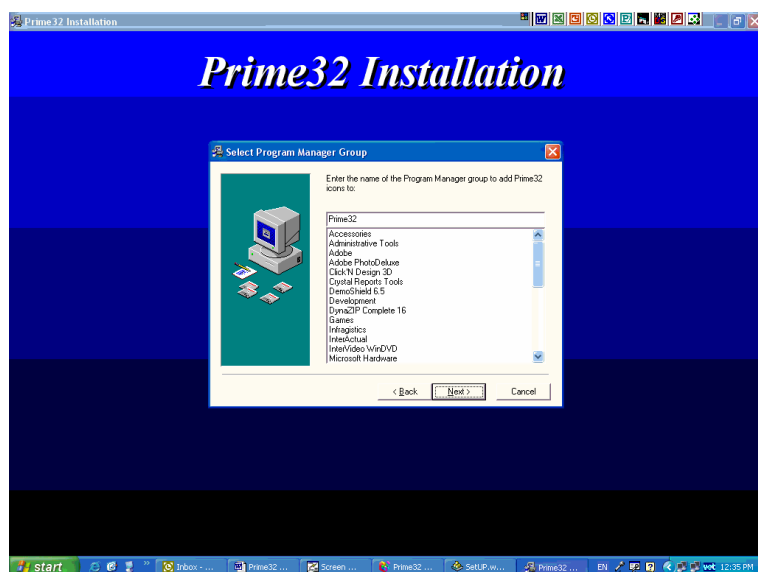 Prime32 Installation
Prime32 Installation
Select Program Manager Group
Enter the name of the Program Manager group to add Prime32
icons to:
Prime32
Accessories
Administrative Tools
Adobe
Adobe PhotoDeluxe
Click'N Design 3D
Crystal Reports Tools
DemoShield 6.5
Development
DynaZIP Complete 16
Games
Infragistics
InterActual
InterVideo WinDVD
Microsoft Hardware
< Back Next > Cancel
start Inbox - ... Prime32 ... Screen ... Prime32 ... SetUP.w... Prime32 ... EN vet 12:35 PM